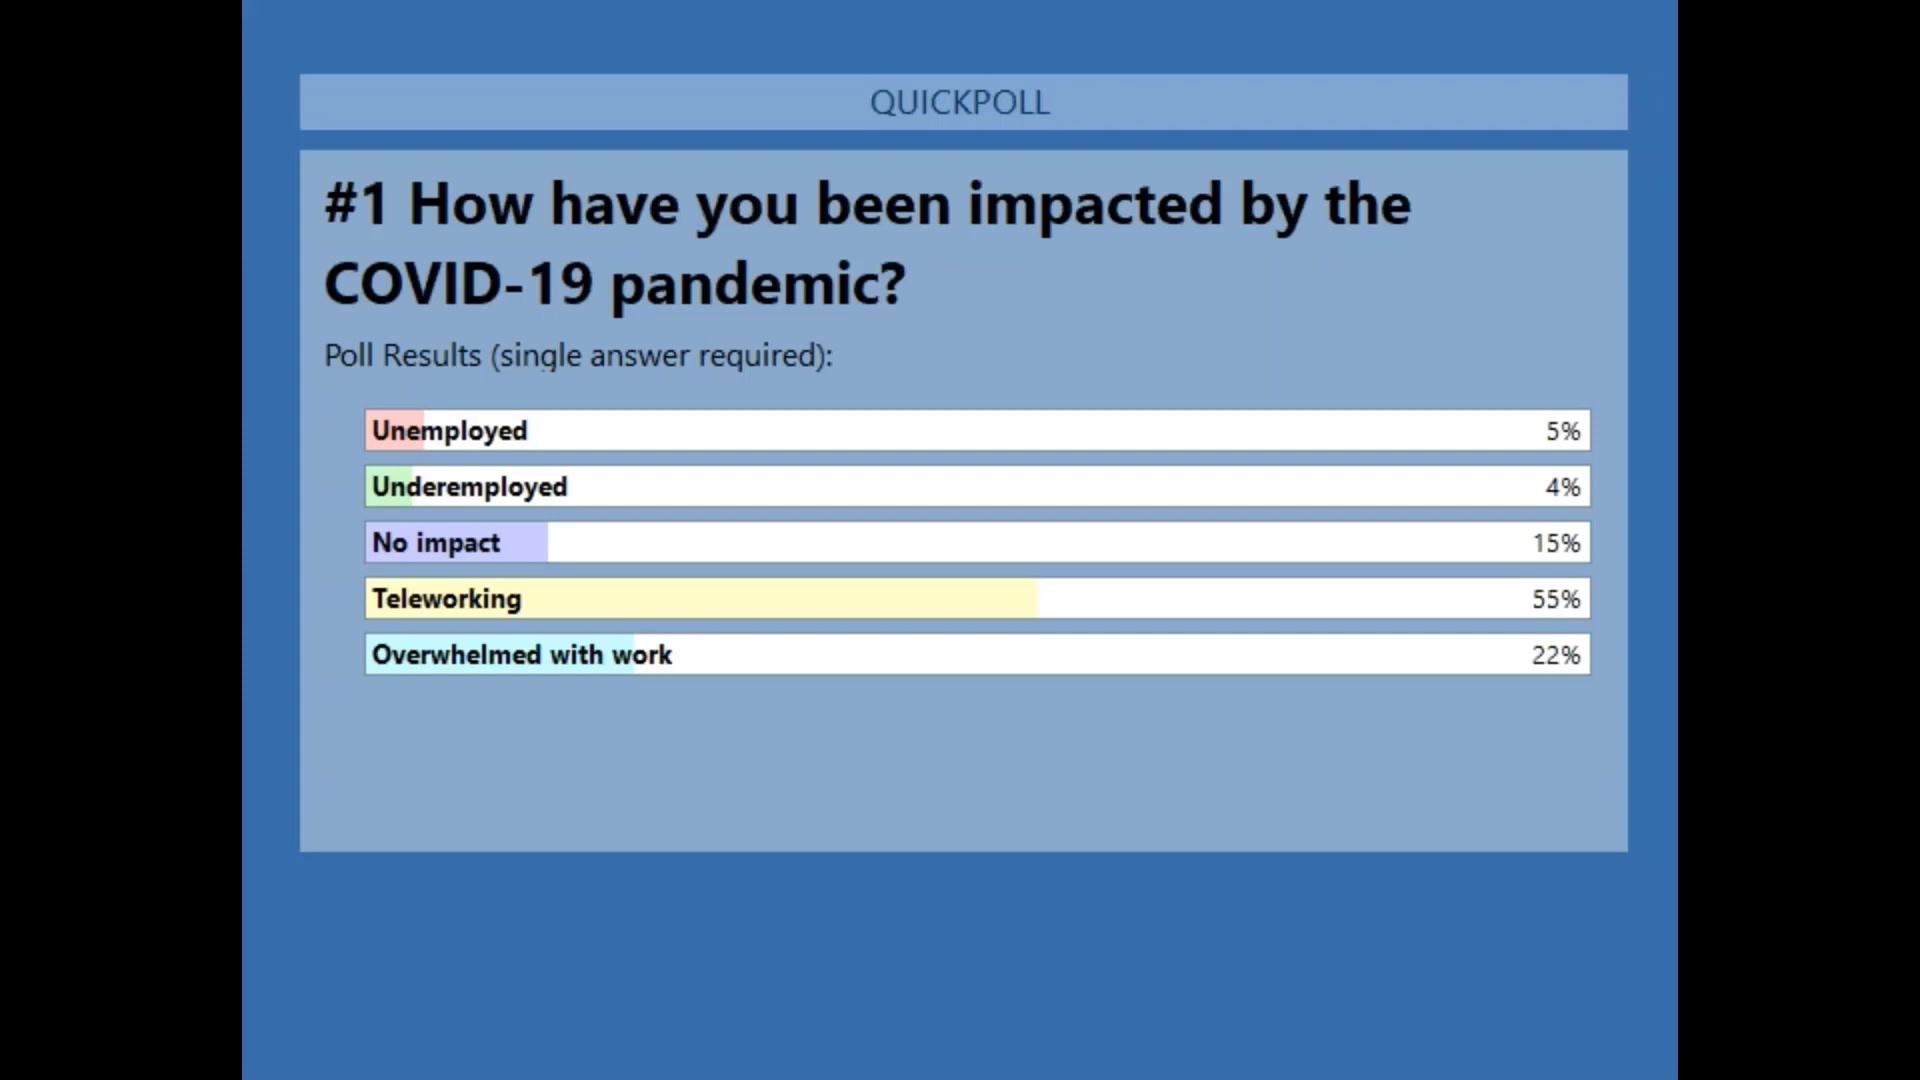 QUICKPOLL
#1 How have you been impacted by the
COVID-19 pandemic?
Poll Results (single answer required):
Unemployed 5%
Underemployed 4%
No impact 15%
Teleworking 55%
Overwhelmed with work 22%